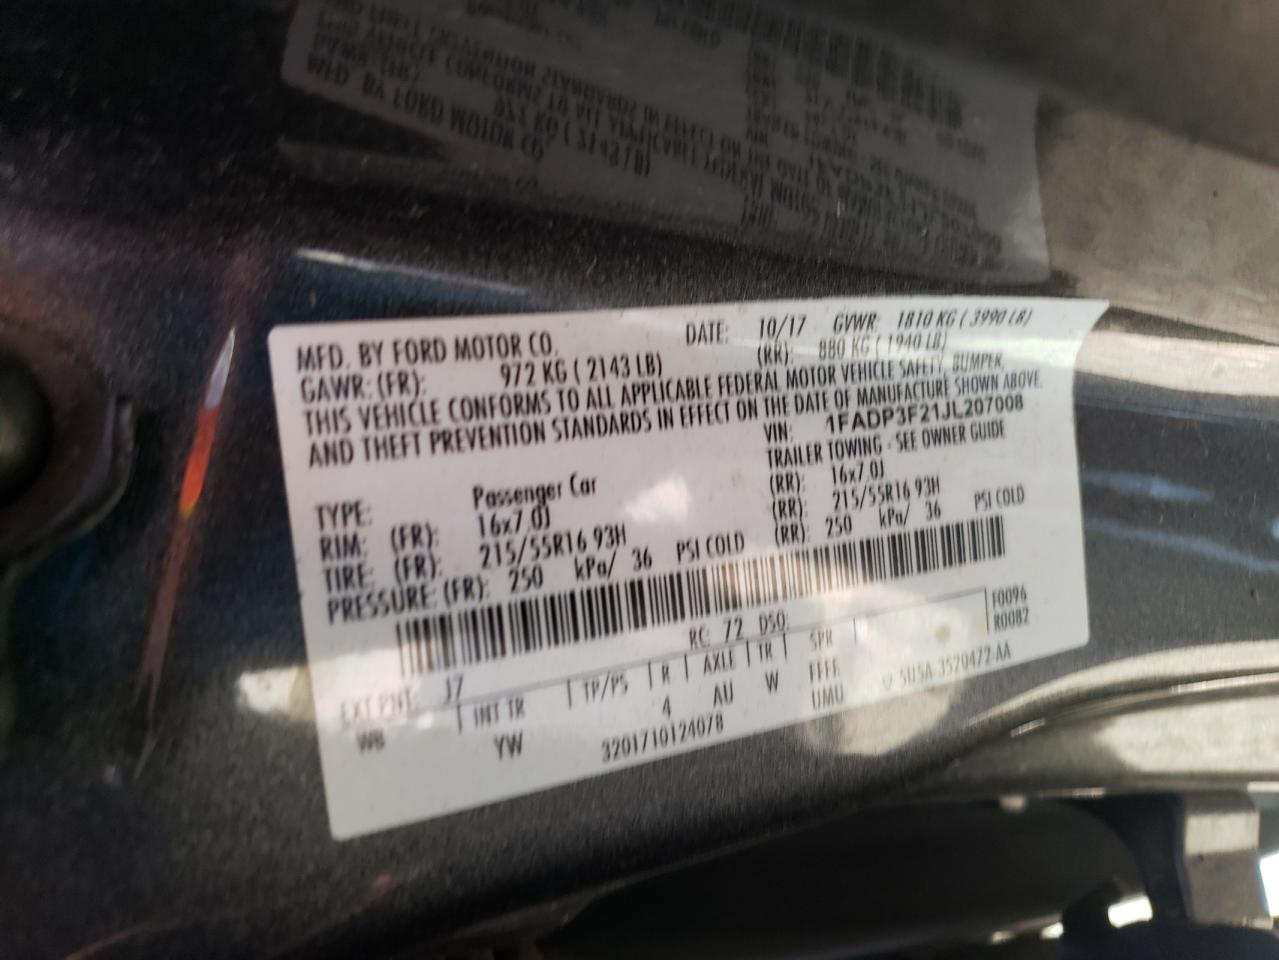 MFD. BY FORD MOTOR CO. DATE: 10/17 GVWR: 1810 KG ( 3990 LB)
GAWR: (FR): 972 KG ( 2143 LB) (RR): 880 KG ( 1940 LB)
THIS VEHICLE CONFORMS TO ALL APPLICABLE FEDERAL MOTOR VEHICLE SAFETY, BUMPER,
AND THEFT PREVENTION STANDARDS IN EFFECT ON THE DATE OF MANUFACTURE SHOWN ABOVE.
VIN: 1FADP3F21JL207008
TYPE: Passenger Car TRAILER TOWING - SEE OWNER GUIDE
RIM: (FR): 16x7.0J (RR): 16x7.0J
TIRE: (FR): 215/55R16 93H (RR): 215/55R16 93H
PRESSURE: (FR): 250 kPa/ 36 PSI COLD (RR): 250 kPa/ 36 PSI COLD
F0096
R0082
EXT PNT: J7 RC: 72 DSO:
WB INT TR TP/PS R AXLE TR SPR
YW 4 AU W FFFF
UMU
3201710124078 5U5A-3520472-AA